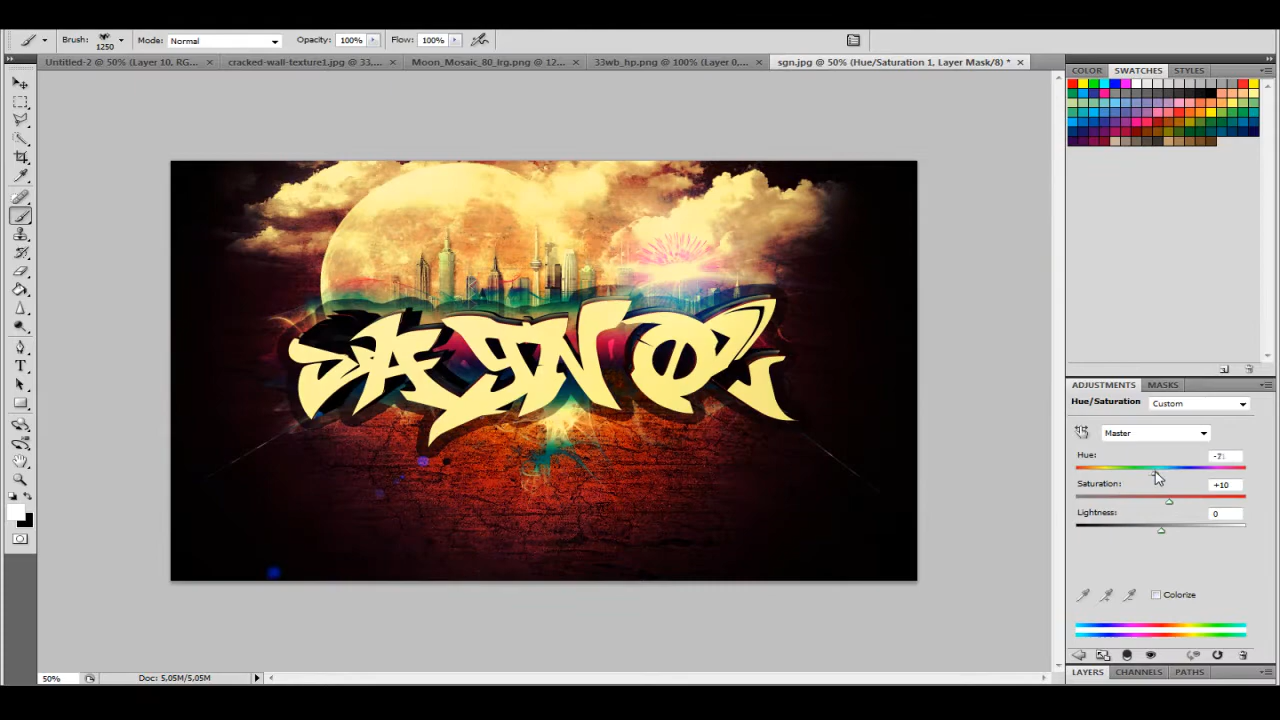 Brush: 1250 Mode: Normal Opacity: 100% Flow: 100%
Untitled-2 @ 50% (Layer 10, RG... × cracked-wall-texture1.jpg @ 33,... × Moon_Mosaic_80_lrg.png @ 12... × 33wb_hp.png @ 100% (Layer 0,... × sgn.jpg @ 50% (Hue/Saturation 1, Layer Mask/8) * ×
COLOR SWATCHES STYLES
ADJUSTMENTS MASKS
Hue/Saturation Custom
Master
Hue:
Saturation: +10
Lightness: 0
Colorize
LAYERS CHANNELS PATHS
50% Doc: 5,05M/5,05M